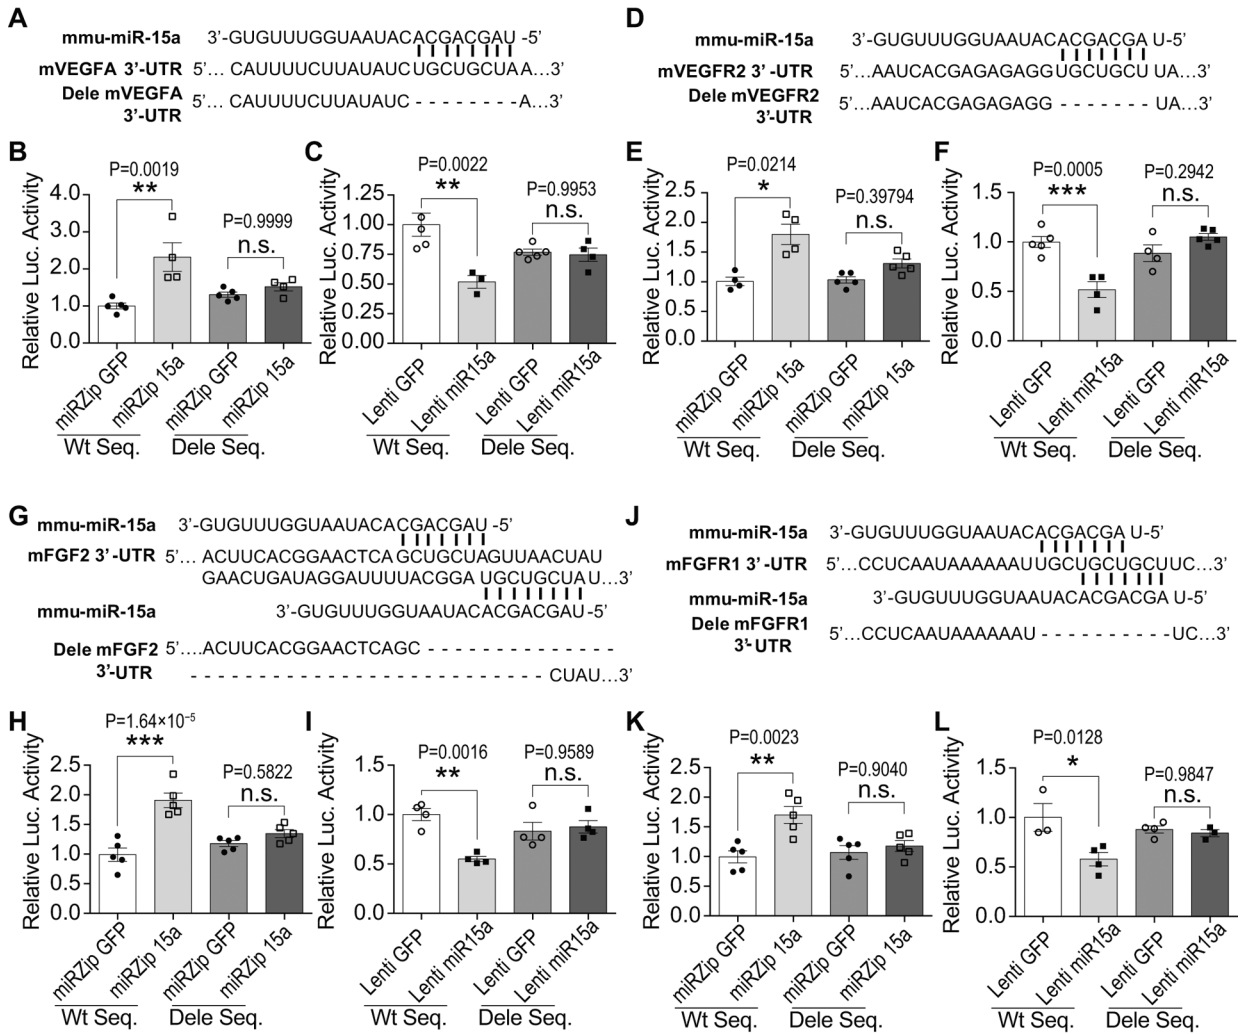 A
mmu-miR-15a 3’-GUGUUUGGUAAUACACGACGAU -5’
mVEGFA 3’-UTR 5’... CAUUUUCUUAUAUCUGCUGCUAA...3’
Dele mVEGFA 5’... CAUUUUCUUAUAUC - - - - - - - -A...3’
3’-UTR
D
mmu-miR-15a 3’-GUGUUUGGUAAUACACGACGA U-5’
mVEGFR2 3’ -UTR 5’...AAUCACGAGAGAGGUGCUGCU UA...3’
Dele mVEGFR2 5’...AAUCACGAGAGAGG - - - - - - - UA...3’
3’-UTR
B
P=0.0019
**
P=0.9999
n.s.
Relative Luc. Activity
4.0
3.0
2.0
1.0
0.0
miRZip GFP
miRZip 15a
miRZip GFP
miRZip 15a
Wt Seq.
Dele Seq.
C
P=0.0022
**
P=0.9953
n.s.
Relative Luc. Activity
1.25
1.00
0.75
0.50
0.25
0.00
Lenti GFP
Lenti miR15a
Lenti GFP
Lenti miR15a
Wt Seq.
Dele Seq.
E
P=0.0214
*
P=0.39794
n.s.
Relative Luc. Activity
2.5
2.0
1.5
1.0
0.5
0.0
miRZip GFP
miRZip 15a
miRZip GFP
miRZip 15a
Wt Seq.
Dele Seq.
F
P=0.0005
***
P=0.2942
n.s.
Relative Luc. Activity
1.5
1.0
0.5
0.0
Lenti GFP
Lenti miR15a
Lenti GFP
Lenti miR15a
Wt Seq.
Dele Seq.
G
mmu-miR-15a 3’-GUGUUUGGUAAUACACGACGAU -5’
mFGF2 3’ -UTR 5’... ACUUCACGGAACUCA GCUGCUAGUUAACUAU
GAACUGAUAGGAUUUUACGGA UGCUGCUAU...3’
mmu-miR-15a 3’-GUGUUUGGUAAUACACGACGAU-5’
Dele mFGF2 5’....ACUUCACGGAACUCAGC - - - - - - - - - - - - - -
3’-UTR - - - - - - - - - - - - - - - - - - - - - - - - - - CUAU...3’
J
mmu-miR-15a 3’-GUGUUUGGUAAUACACGACGA U-5’
mFGFR1 3’ -UTR 5’...CCUCAAUAAAAAAUUGCUGCUGCUUC...3’
mmu-miR-15a 3’-GUGUUUGGUAAUACACGACGA U-5’
Dele mFGFR1 5’...CCUCAAUAAAAAAU - - - - - - - - - -UC...3’
3’-UTR
H
P=1.64×10⁻⁵
***
P=0.5822
n.s.
Relative Luc. Activity
2.5
2.0
1.5
1.0
0.5
0.0
miRZip GFP
miRZip 15a
miRZip GFP
miRZip 15a
Wt Seq.
Dele Seq.
I
P=0.0016
**
P=0.9589
n.s.
Relative Luc. Activity
1.5
1.0
0.5
0.0
Lenti GFP
Lenti miR15a
Lenti GFP
Lenti miR15a
Wt Seq.
Dele Seq.
K
P=0.0023
**
P=0.9040
n.s.
Relative Luc. Activity
2.5
2.0
1.5
1.0
0.5
0.0
miRZip GFP
miRZip 15a
miRZip GFP
miRZip 15a
Wt Seq.
Dele Seq.
L
P=0.0128
*
P=0.9847
n.s.
Relative Luc. Activity
1.5
1.0
0.5
0.0
Lenti GFP
Lenti miR15a
Lenti GFP
Lenti miR15a
Wt Seq.
Dele Seq.